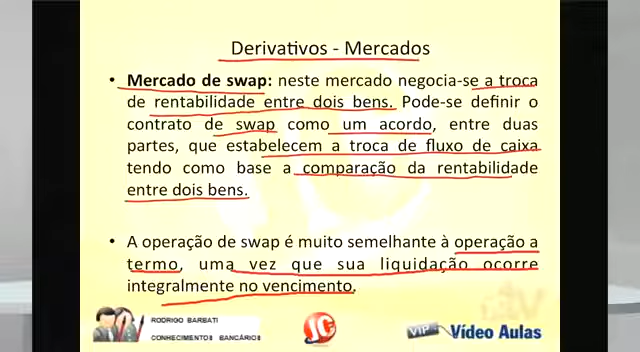 Derivativos - Mercados
• Mercado de swap: neste mercado negocia-se a troca
de rentabilidade entre dois bens. Pode-se definir o
contrato de swap como um acordo, entre duas
partes, que estabelecem a troca de fluxo de caixa
tendo como base a comparação da rentabilidade
entre dois bens.
• A operação de swap é muito semelhante à operação a
termo, uma vez que sua liquidação ocorre
integralmente no vencimento.
RODRIGO BARBATI
CONHECIMENTOS BANCÁRIOS
JC
VIP Vídeo Aulas